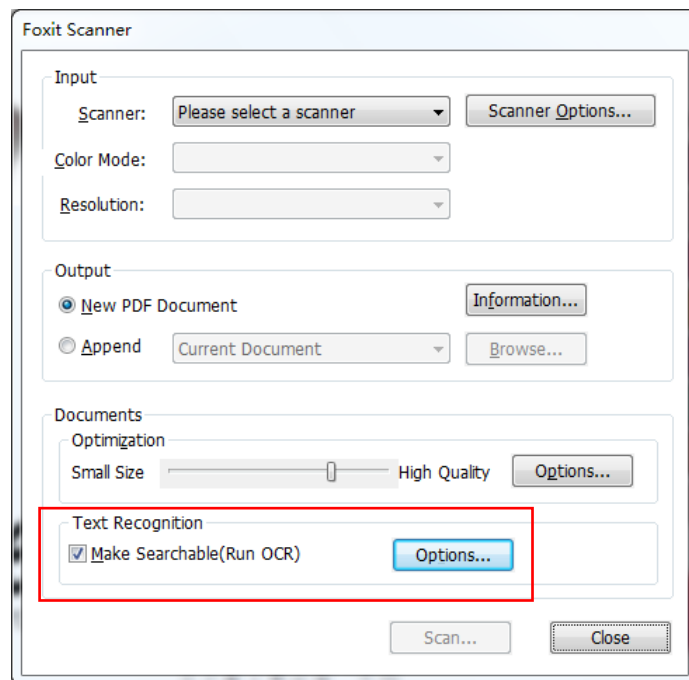 Foxit Scanner
Input
Scanner: Please select a scanner Scanner Options...
Color Mode:
Resolution:
Output
New PDF Document Information...
Append Current Document Browse...
Documents
Optimization
Small Size High Quality Options...
Text Recognition
Make Searchable(Run OCR) Options...
Scan... Close